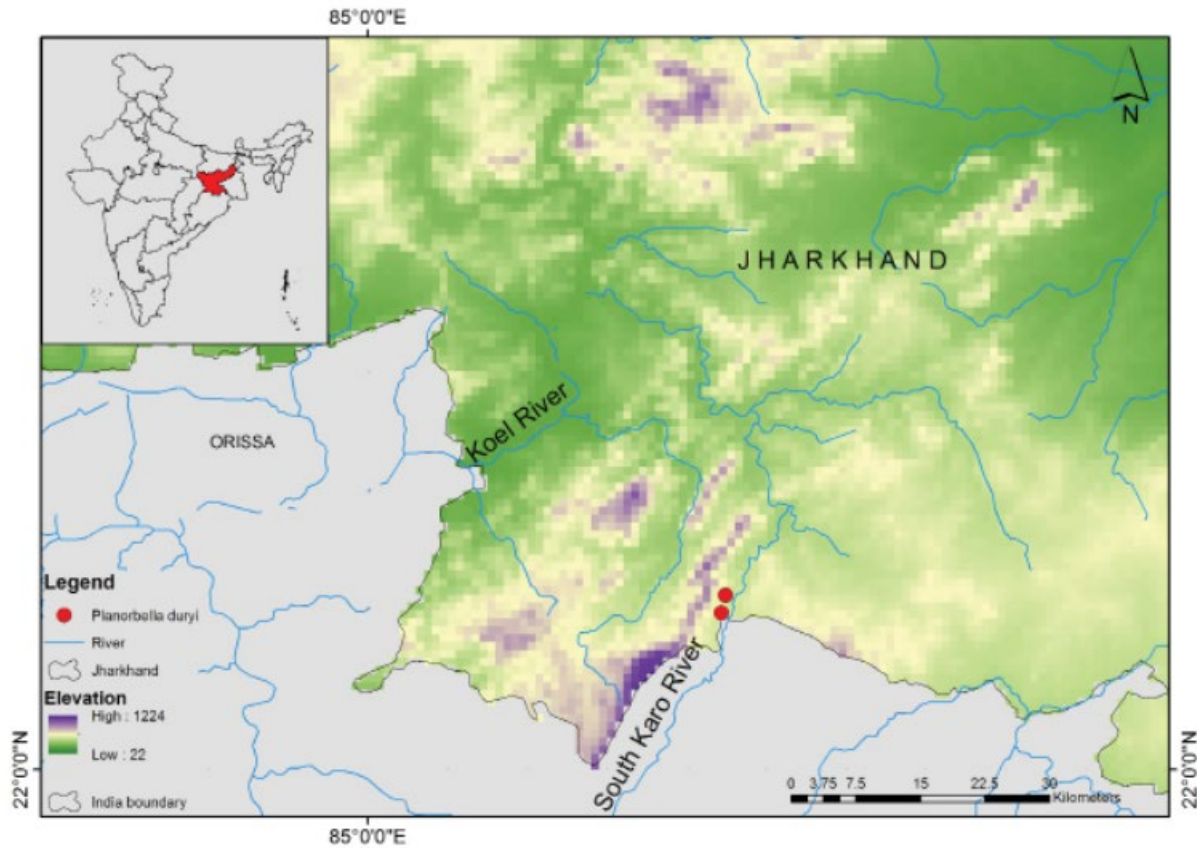 85°0'0"E
N
JHARKHAND
Koel River
ORISSA
Legend
Planorbella duryi
River
Jharkhand
Elevation
High : 1224
Low : 22
India boundary
South Karo River
0 3.75 7.5 15 22.5 30
Kilometers
22°0'0"N
22°0'0"N
85°0'0"E